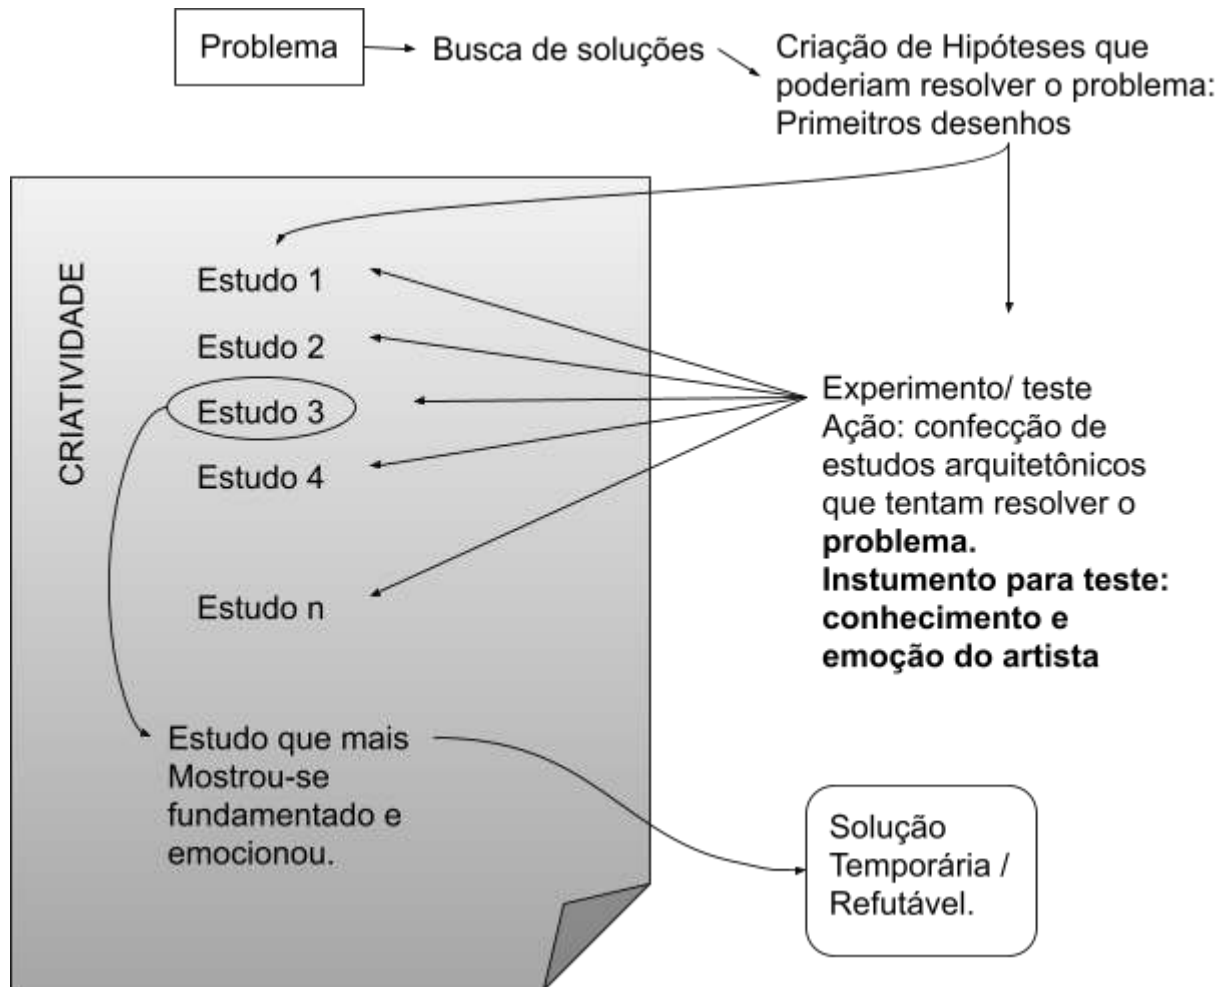 Problema
Busca de soluções
Criação de Hipóteses que
poderiam resolver o problema:
Primeitros desenhos
CRIATIVIDADE
Estudo 1
Estudo 2
Estudo 3
Estudo 4
Estudo n
Experimento/ teste
Ação: confecção de
estudos arquitetônicos
que tentam resolver o
problema.
Instumento para teste:
conhecimento e
emoção do artista
Estudo que mais
Mostrou-se
fundamentado e
emocionou.
Solução
Temporária /
Refutável.